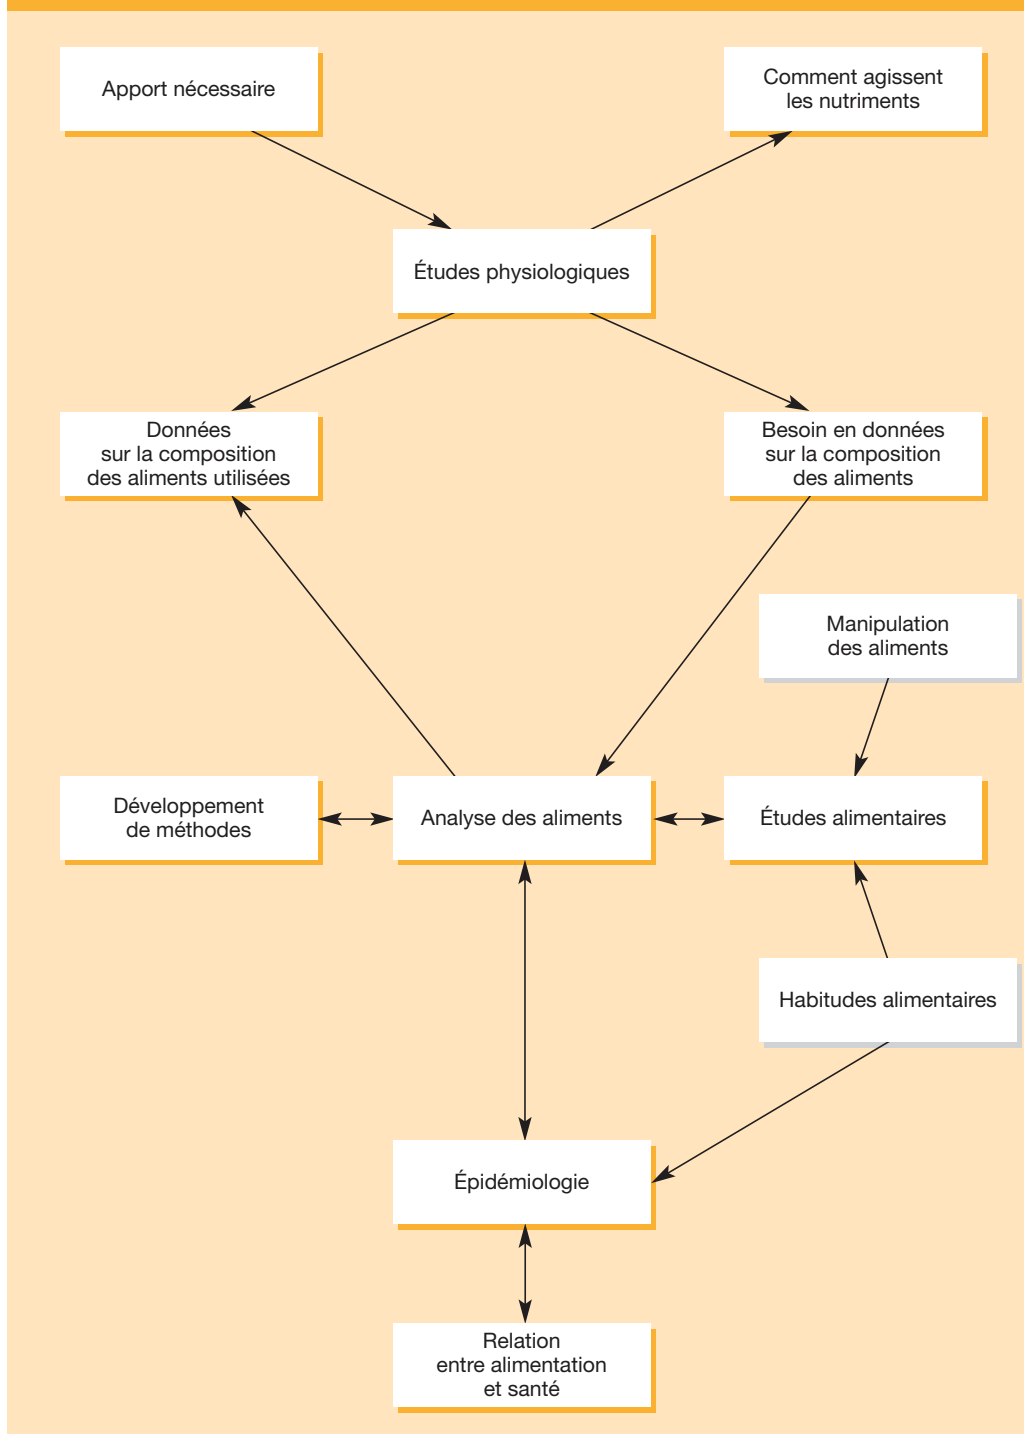 Apport nécessaire
Comment agissent
les nutriments
Études physiologiques
Données
sur la composition
des aliments utilisées
Besoin en données
sur la composition
des aliments
Manipulation
des aliments
Développement
de méthodes
Analyse des aliments
Études alimentaires
Habitudes alimentaires
Épidémiologie
Relation
entre alimentation
et santé